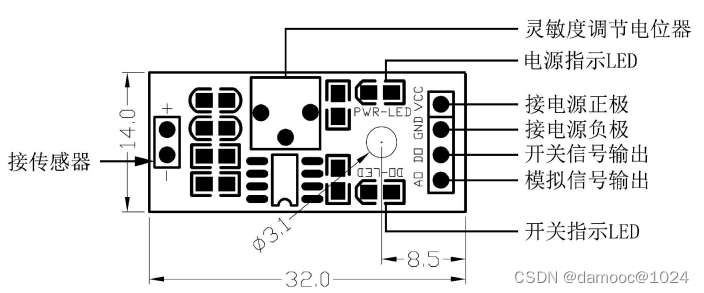 灵敏度调节电位器
电源指示LED
PWR-LED
VCC
接电源正极
GND
接电源负极
DO
开关信号输出
AO
模拟信号输出
+
-
接传感器
14.0
DO-LED
Ø3.1
开关指示LED
8.5
32.0
CSDN @damooc@1024